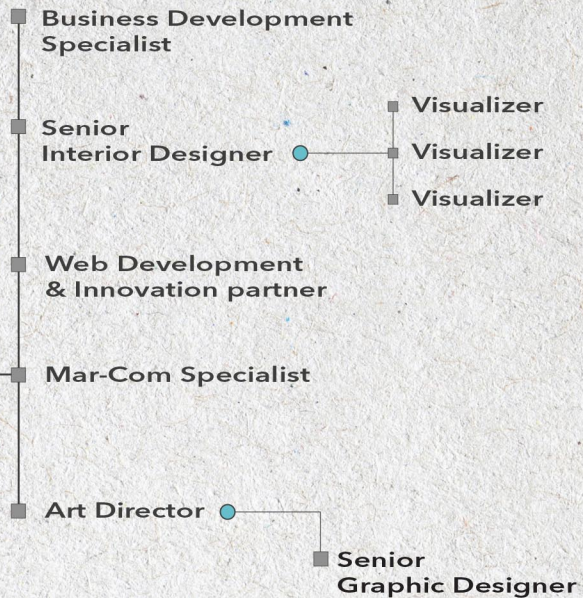 Business Development
Specialist
Senior
Interior Designer
Visualizer
Visualizer
Visualizer
Web Development
& Innovation partner
Mar-Com Specialist
Art Director
Senior
Graphic Designer